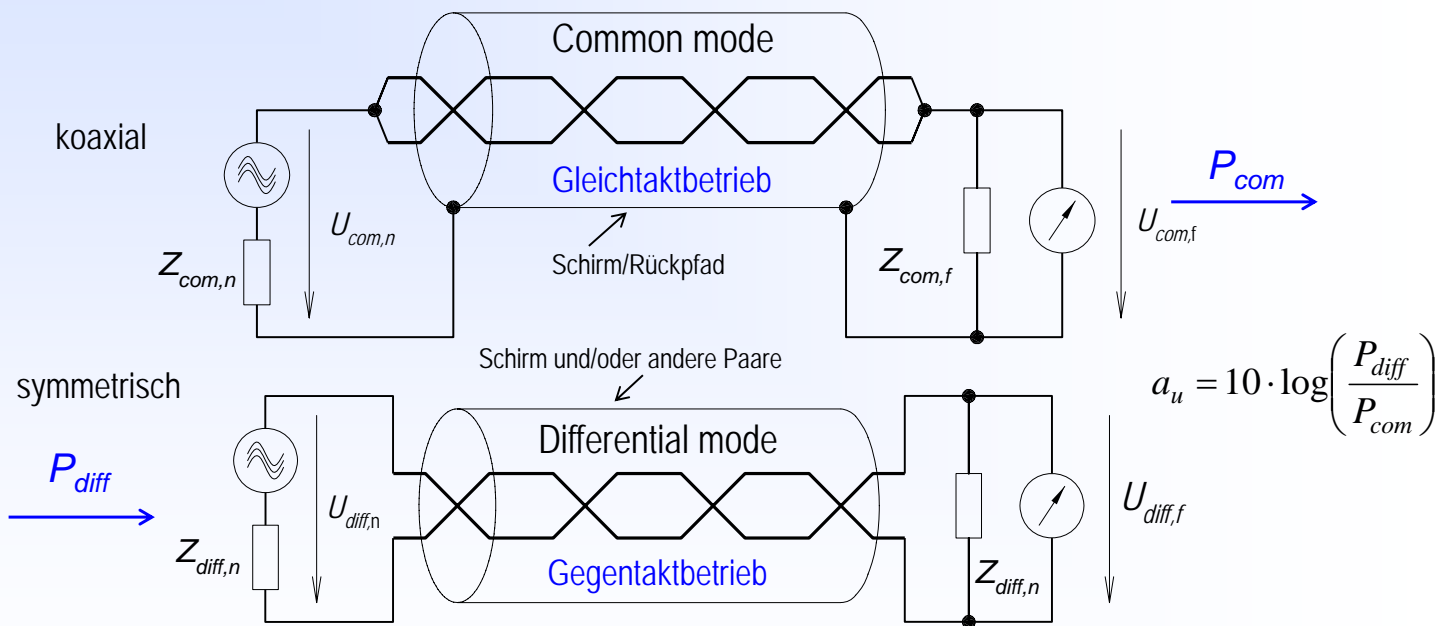 Common mode
koaxial
Gleichtaktbetrieb
P_com
U_com,n
U_com,f
Z_com,n
Schirm/Rückpfad
Z_com,f
Schirm und/oder andere Paare
symmetrisch
a_u = 10 · log(P_diff / P_com)
Differential mode
P_diff
U_diff,n
U_diff,f
Z_diff,n
Gegentaktbetrieb
Z_diff,n